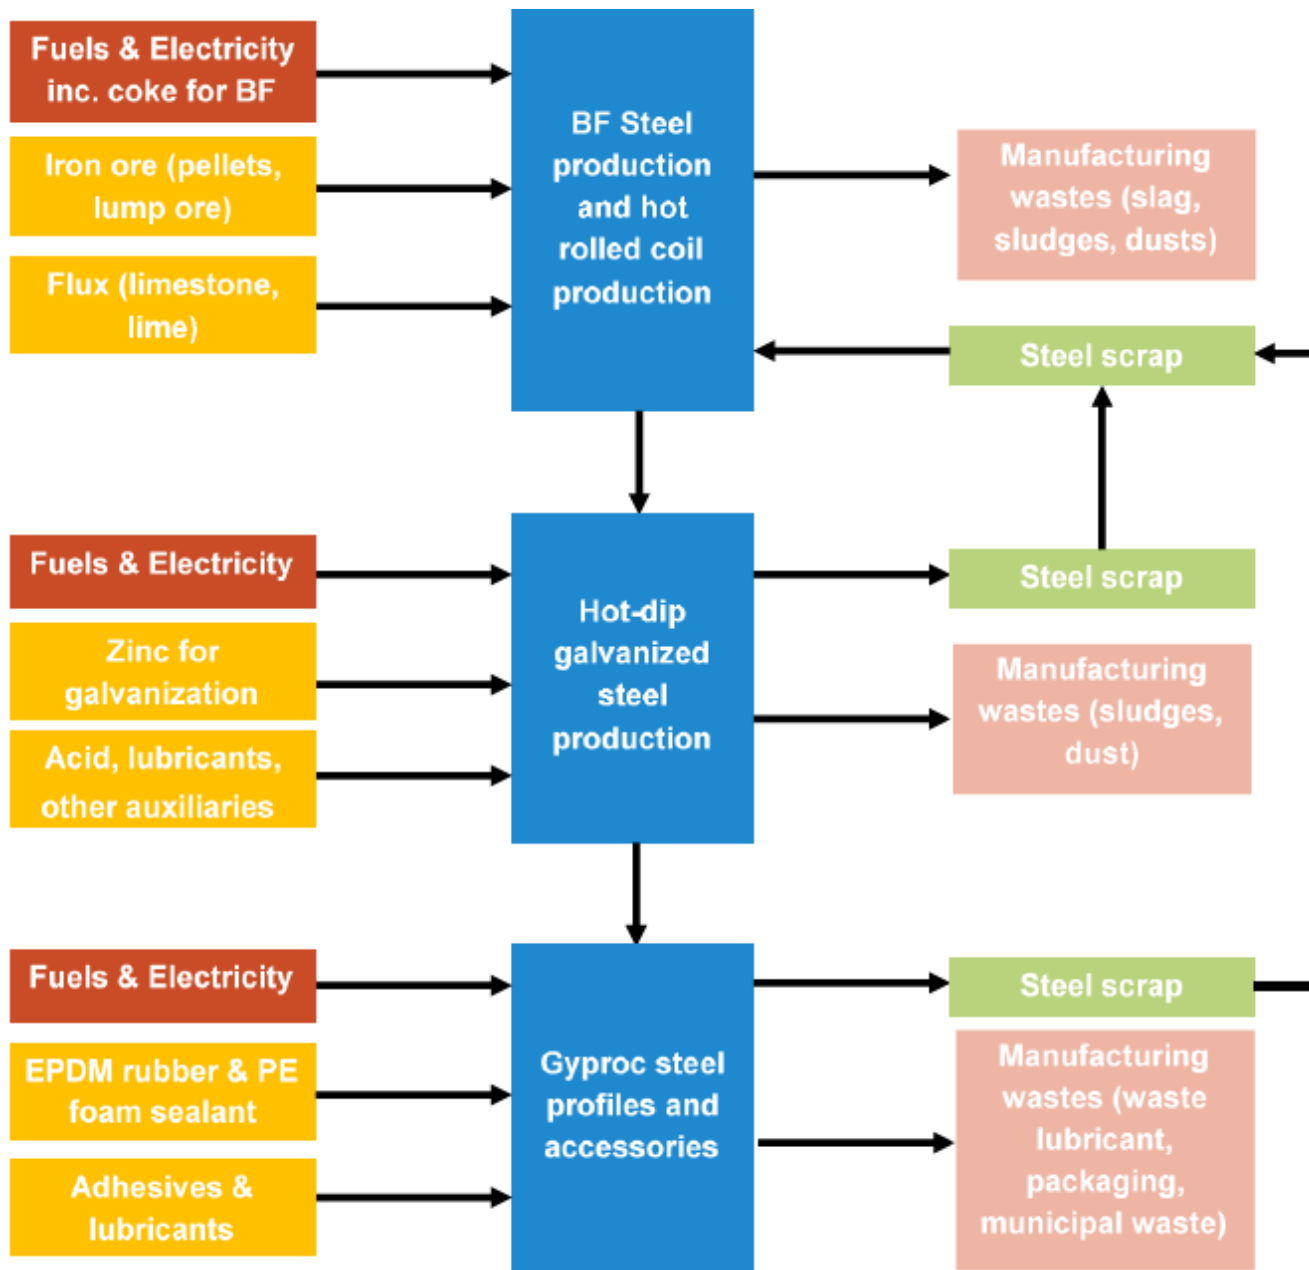 Fuels & Electricity
inc. coke for BF
Iron ore (pellets,
lump ore)
Flux (limestone,
lime)
BF Steel
production
and hot
rolled coil
production
Manufacturing
wastes (slag,
sludges, dusts)
Steel scrap
Fuels & Electricity
Zinc for
galvanization
Acid, lubricants,
other auxiliaries
Hot-dip
galvanized
steel
production
Steel scrap
Manufacturing
wastes (sludges,
dust)
Fuels & Electricity
EPDM rubber & PE
foam sealant
Adhesives &
lubricants
Gyproc steel
profiles and
accessories
Steel scrap
Manufacturing
wastes (waste
lubricant,
packaging,
municipal waste)